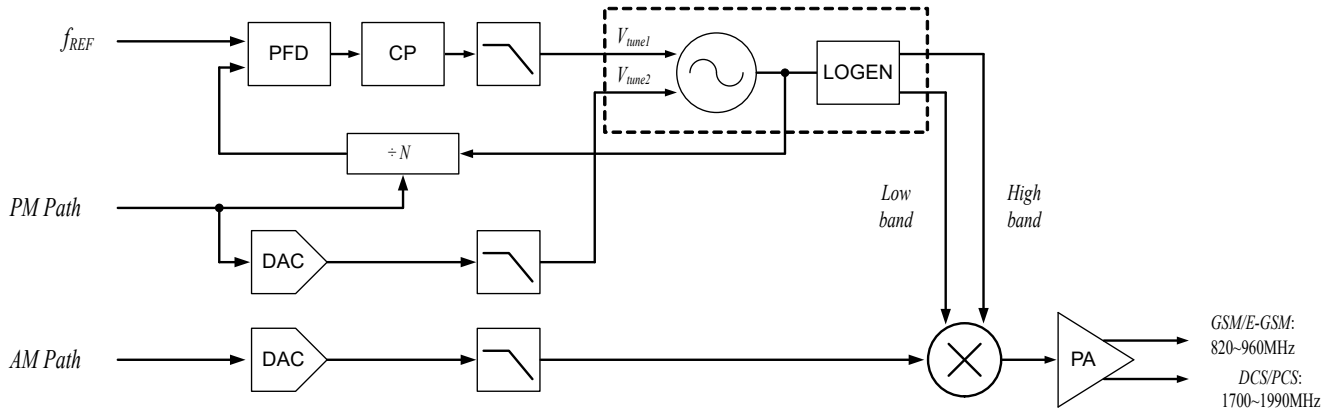 f_REF
PFD
CP
V_tune1
V_tune2
LOGEN
÷ N
PM Path
Low
band
High
band
DAC
AM Path
DAC
PA
GSM/E-GSM:
820~960MHz
DCS/PCS:
1700~1990MHz